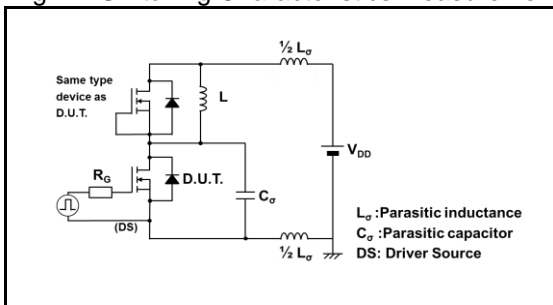 Same type
device as
D.U.T.
½ Lσ
L
VDD
RG
D.U.T.
Cσ
(DS)
½ Lσ
Lσ :Parasitic inductance
Cσ :Parasitic capacitor
DS: Driver Source